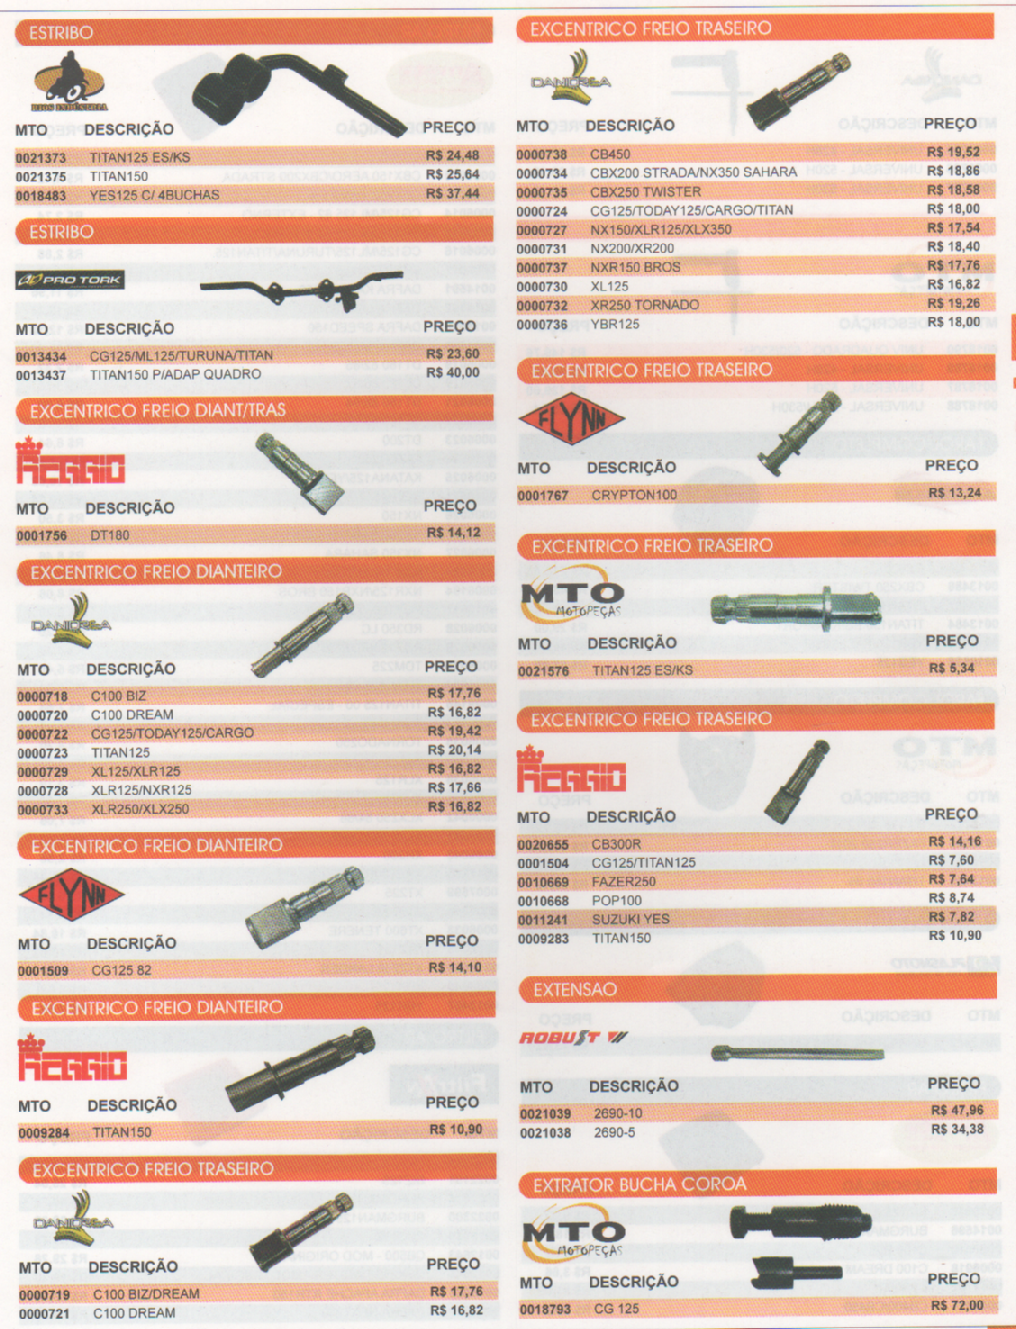 ESTRIBO
MTO DESCRIÇÃO PREÇO
0021373 TITAN125 ES/KS R$ 24,48
0021375 TITAN150 R$ 25,64
0018483 YES125 C/ 4BUCHAS R$ 37,44
ESTRIBO
PRO TORK
MTO DESCRIÇÃO PREÇO
0013434 CG125/ML125/TURUNA/TITAN R$ 23,60
0013437 TITAN150 P/ADAP QUADRO R$ 40,00
EXCENTRICO FREIO DIANT/TRAS
REGGIO
MTO DESCRIÇÃO PREÇO
0001756 DT180 R$ 14,12
EXCENTRICO FREIO DIANTEIRO
DANIDREA
MTO DESCRIÇÃO PREÇO
0000718 C100 BIZ R$ 17,76
0000720 C100 DREAM R$ 16,82
0000722 CG125/TODAY125/CARGO R$ 19,42
0000723 TITAN125 R$ 20,14
0000729 XL125/XLR125 R$ 16,82
0000728 XLR125/NXR125 R$ 17,66
0000733 XLR250/XLX250 R$ 16,82
EXCENTRICO FREIO DIANTEIRO
FLYNN
MTO DESCRIÇÃO PREÇO
0001509 CG125 82 R$ 14,10
EXCENTRICO FREIO DIANTEIRO
REGGIO
MTO DESCRIÇÃO PREÇO
0009284 TITAN150 R$ 10,90
EXCENTRICO FREIO TRASEIRO
DANIDREA
MTO DESCRIÇÃO PREÇO
0000719 C100 BIZ/DREAM R$ 17,76
0000721 C100 DREAM R$ 16,82
EXCENTRICO FREIO TRASEIRO
DANIDREA
MTO DESCRIÇÃO PREÇO
0000738 CB450 R$ 19,52
0000734 CBX200 STRADA/NX350 SAHARA R$ 18,86
0000735 CBX250 TWISTER R$ 18,58
0000724 CG125/TODAY125/CARGO/TITAN R$ 18,00
0000727 NX150/XLR125/XLX350 R$ 17,54
0000731 NX200/XR200 R$ 18,40
0000737 NXR150 BROS R$ 17,76
0000730 XL125 R$ 16,82
0000732 XR250 TORNADO R$ 19,26
0000736 YBR125 R$ 18,00
EXCENTRICO FREIO TRASEIRO
FLYNN
MTO DESCRIÇÃO PREÇO
0001767 CRYPTON100 R$ 13,24
EXCENTRICO FREIO TRASEIRO
MTO
MOTOPEÇAS
MTO DESCRIÇÃO PREÇO
0021576 TITAN125 ES/KS R$ 5,34
EXCENTRICO FREIO TRASEIRO
REGGIO
MTO DESCRIÇÃO PREÇO
0020655 CB300R R$ 14,16
0001504 CG125/TITAN125 R$ 7,60
0010669 FAZER250 R$ 7,64
0010668 POP100 R$ 8,74
0011241 SUZUKI YES R$ 7,82
0009283 TITAN150 R$ 10,90
EXTENSAO
ROBUST
MTO DESCRIÇÃO PREÇO
0021039 2690-10 R$ 47,96
0021038 2690-5 R$ 34,38
EXTRATOR BUCHA COROA
MTO
MOTOPEÇAS
MTO DESCRIÇÃO PREÇO
0018793 CG 125 R$ 72,00